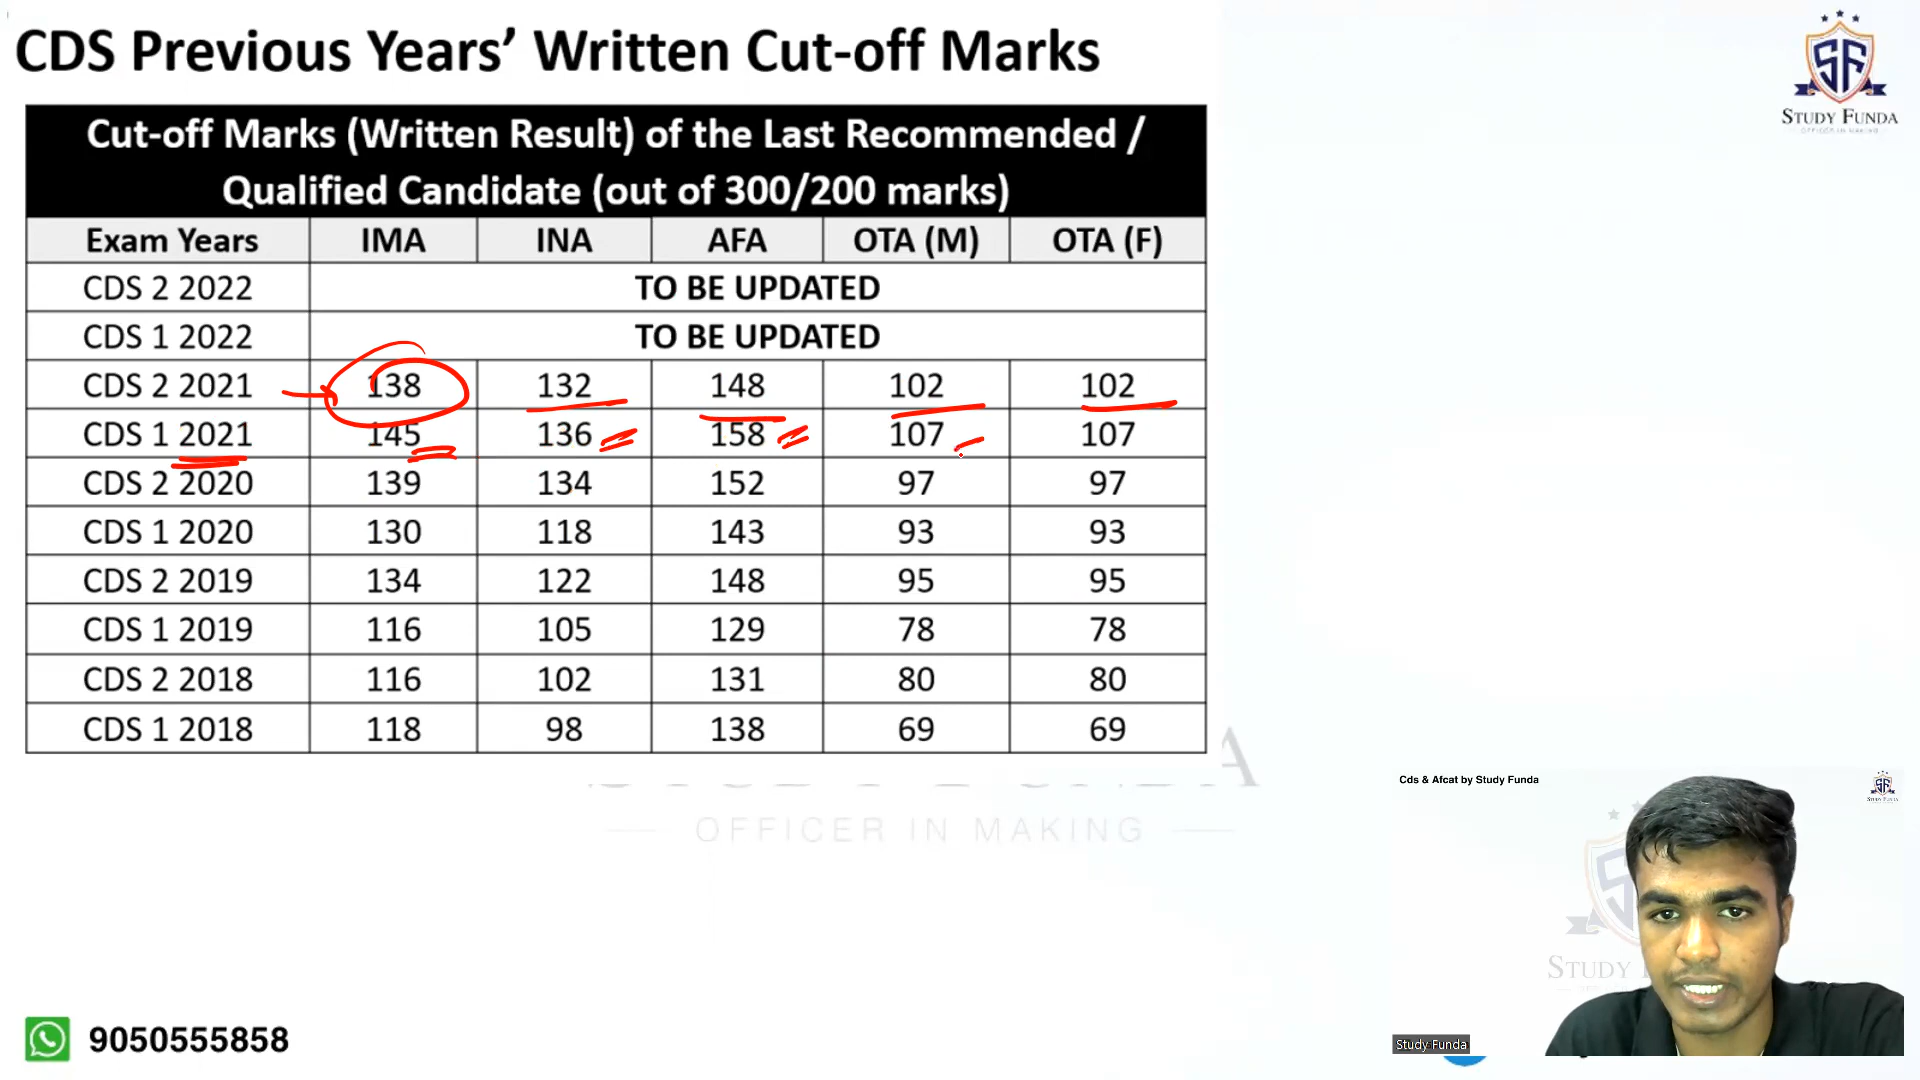 CDS Previous Years’ Written Cut-off Marks
SF
STUDY FUNDA
OFFICER IN MAKING
Cut-off Marks (Written Result) of the Last Recommended /
Qualified Candidate (out of 300/200 marks)
Exam Years IMA INA AFA OTA (M) OTA (F)
CDS 2 2022 TO BE UPDATED
CDS 1 2022 TO BE UPDATED
CDS 2 2021 138 132 148 102 102
CDS 1 2021 145 136 158 107 107
CDS 2 2020 139 134 152 97 97
CDS 1 2020 130 118 143 93 93
CDS 2 2019 134 122 148 95 95
CDS 1 2019 116 105 129 78 78
CDS 2 2018 116 102 131 80 80
CDS 1 2018 118 98 138 69 69
OFFICER IN MAKING
Cds & Afcat by Study Funda
SF
STUDY
Study Funda
9050555858